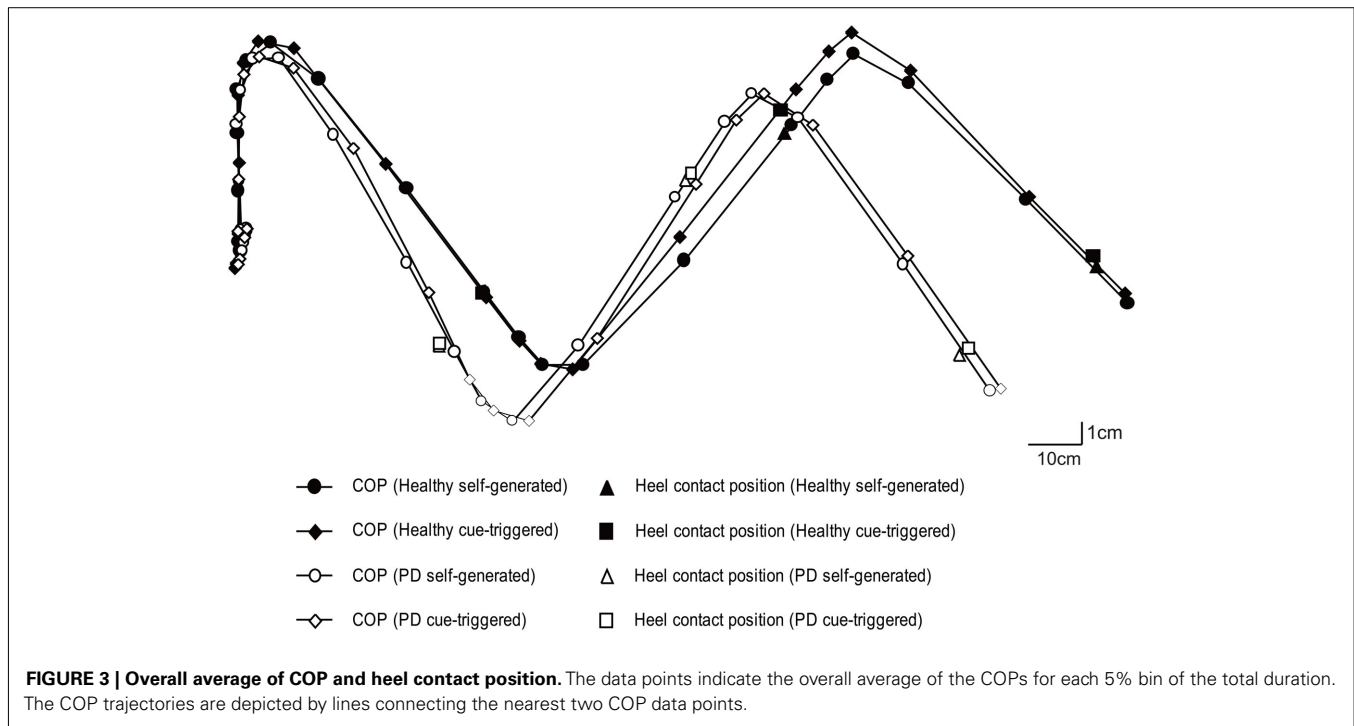 1cm
10cm
COP (Healthy self-generated)
Heel contact position (Healthy self-generated)
COP (Healthy cue-triggered)
Heel contact position (Healthy cue-triggered)
COP (PD self-generated)
Heel contact position (PD self-generated)
COP (PD cue-triggered)
Heel contact position (PD cue-triggered)
FIGURE 3 | Overall average of COP and heel contact position. The data points indicate the overall average of the COPs for each 5% bin of the total duration.
The COP trajectories are depicted by lines connecting the nearest two COP data points.